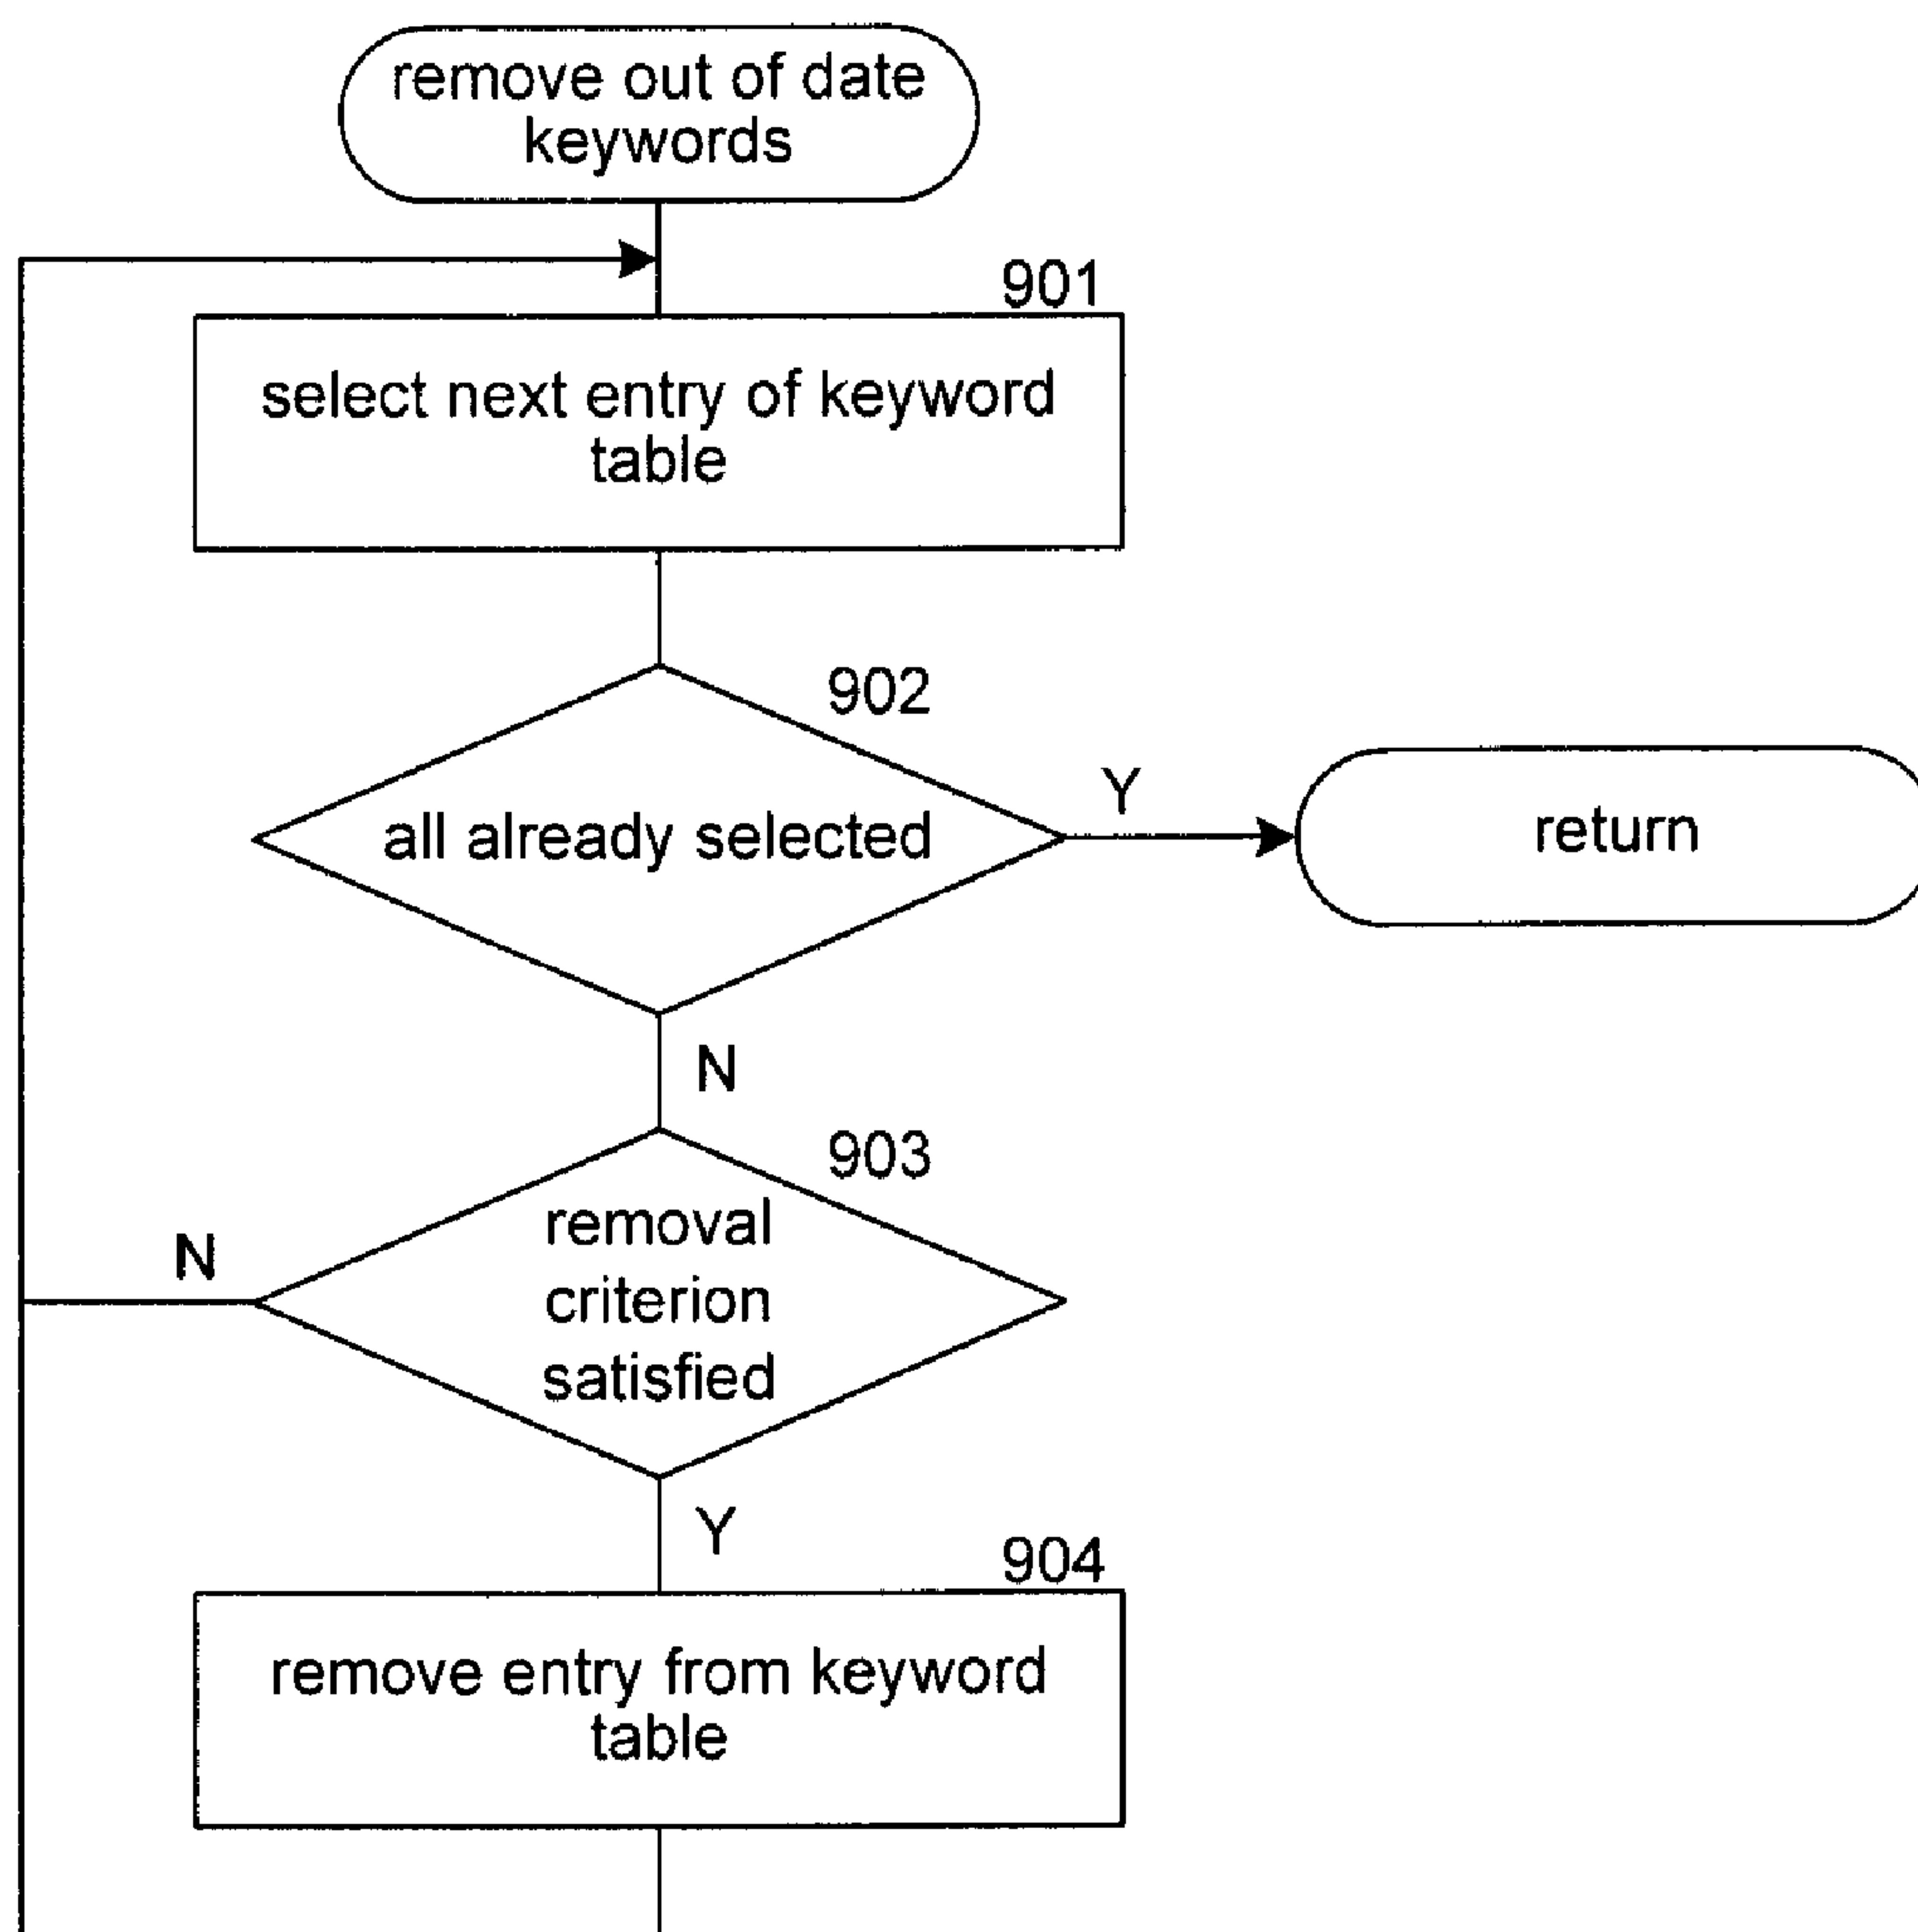 remove out of date
keywords
901
select next entry of keyword
table
902
all already selected
Y
return
N
903
removal
criterion
satisfied
N
Y
904
remove entry from keyword
table